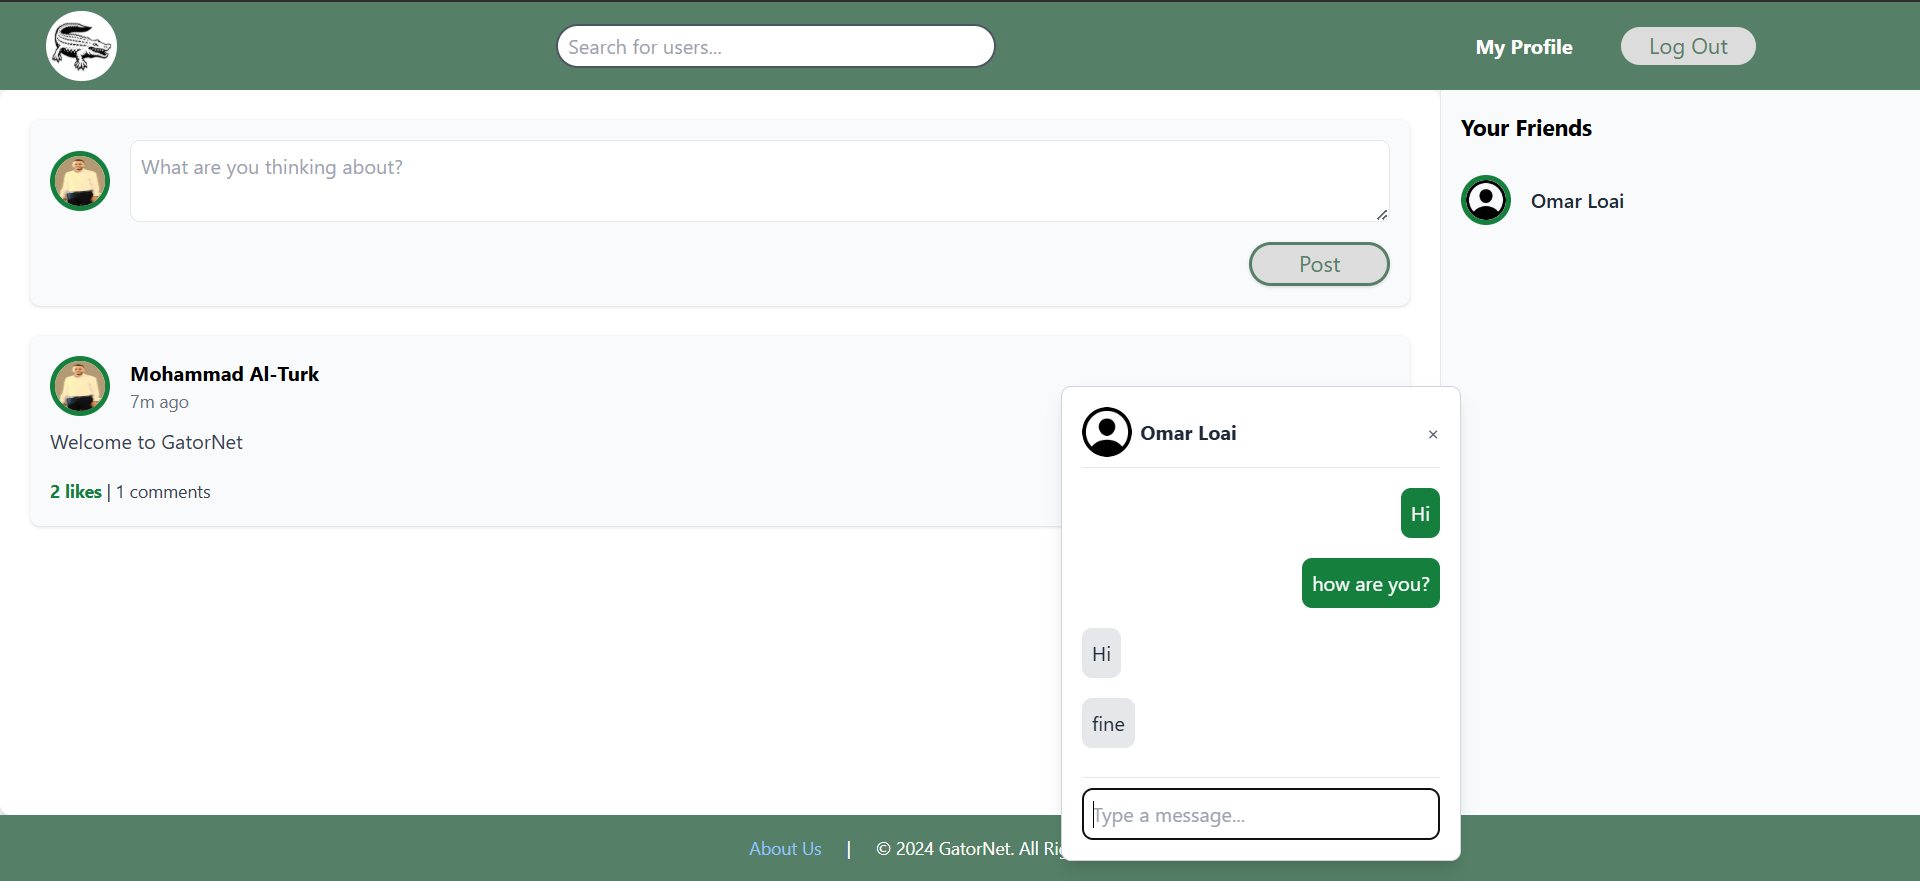 Search for users...
My Profile
Log Out
What are you thinking about?
Post
Your Friends
Omar Loai
Mohammad Al-Turk
7m ago
Welcome to GatorNet
2 likes | 1 comments
Omar Loai
×
Hi
how are you?
Hi
fine
Type a message...
About Us | © 2024 GatorNet. All